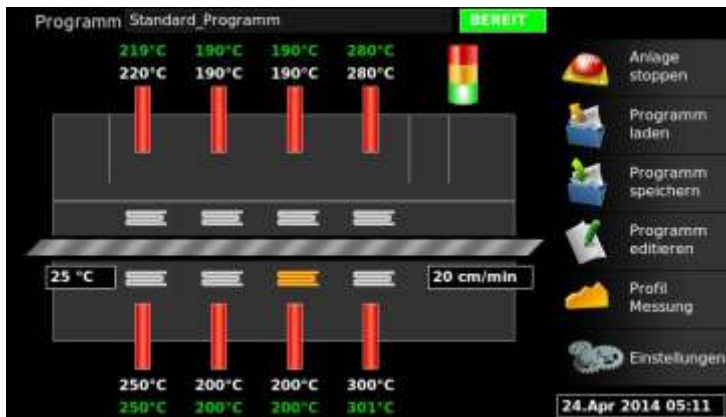 Programm Standard_Programm BEREIT
219°C 190°C 190°C 280°C
220°C 190°C 190°C 280°C
Anlage
stoppen
Programm
laden
Programm
speichern
Programm
editieren
25 °C 20 cm/min
Profil
Messung
Einstellungen
250°C 200°C 200°C 300°C
250°C 200°C 200°C 301°C
24.Apr 2014 05:11